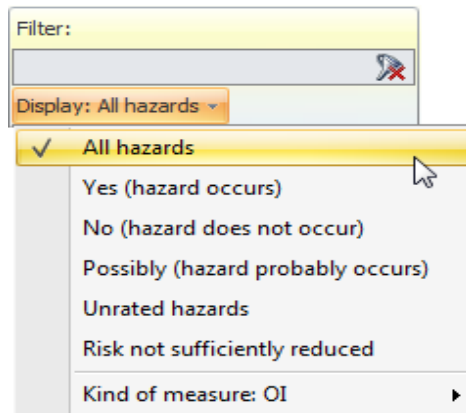 Filter:
Display: All hazards
All hazards
Yes (hazard occurs)
No (hazard does not occur)
Possibly (hazard probably occurs)
Unrated hazards
Risk not sufficiently reduced
Kind of measure: OI